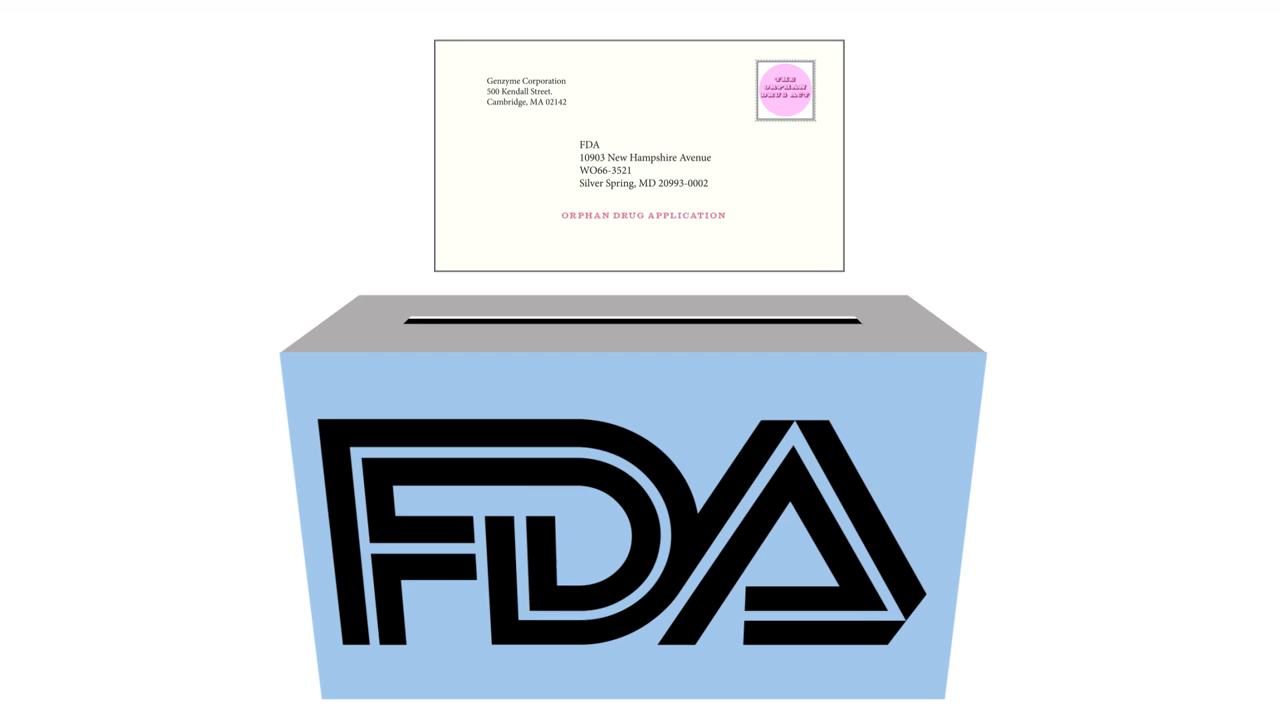 Genzyme Corporation
500 Kendall Street.
Cambridge, MA 02142
THE
ORPHAN
DRUG ACT
FDA
10903 New Hampshire Avenue
WO66-3521
Silver Spring, MD 20993-0002
ORPHAN DRUG APPLICATION
FDA